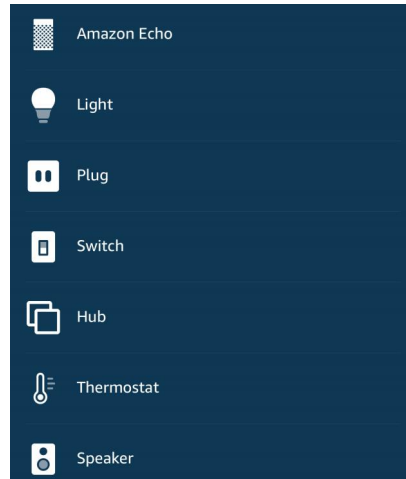 Amazon Echo
Light
Plug
Switch
Hub
Thermostat
Speaker